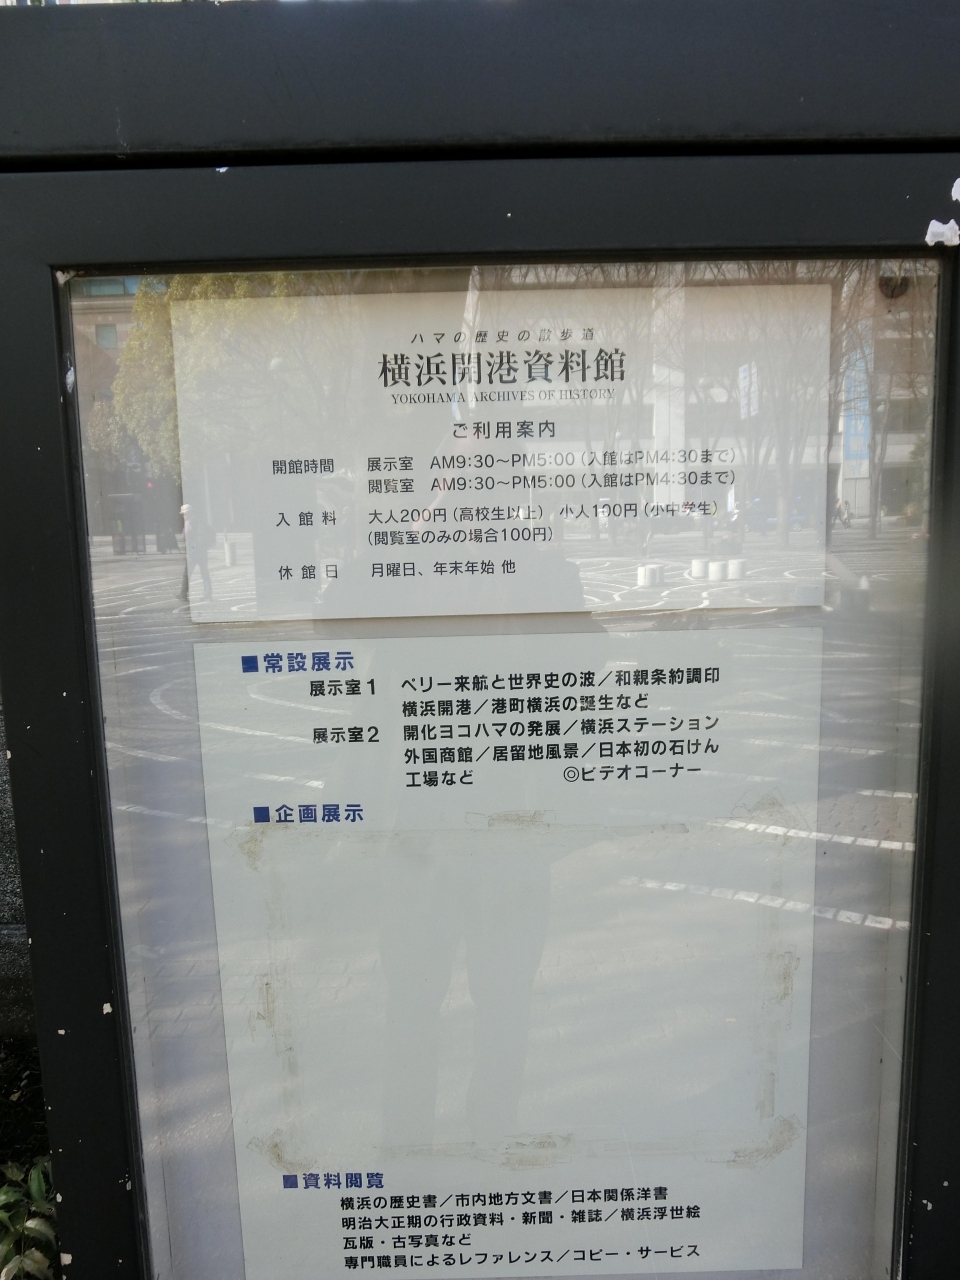 ハマの歴史の散歩道
横浜開港資料館
YOKOHAMA ARCHIVES OF HISTORY
ご利用案内
開館時間 展示室 AM9:30～PM5:00（入館はPM4:30まで）
閲覧室 AM9:30～PM5:00（入館はPM4:30まで）
入館料 大人200円（高校生以上） 小人100円（小中学生）
（閲覧室のみの場合100円）
休館日 月曜日、年末年始 他
■常設展示
展示室1 ペリー来航と世界史の波／和親条約調印
横浜開港／港町横浜の誕生など
展示室2 開化ヨコハマの発展／横浜ステーション
外国商館／居留地風景／日本初の石けん
工場など ◎ビデオコーナー
■企画展示
■資料閲覧
横浜の歴史書／市内地方文書／日本関係洋書
明治大正期の行政資料・新聞・雑誌／横浜浮世絵
瓦版・古写真など
専門職員によるレファレンス／コピー・サービス